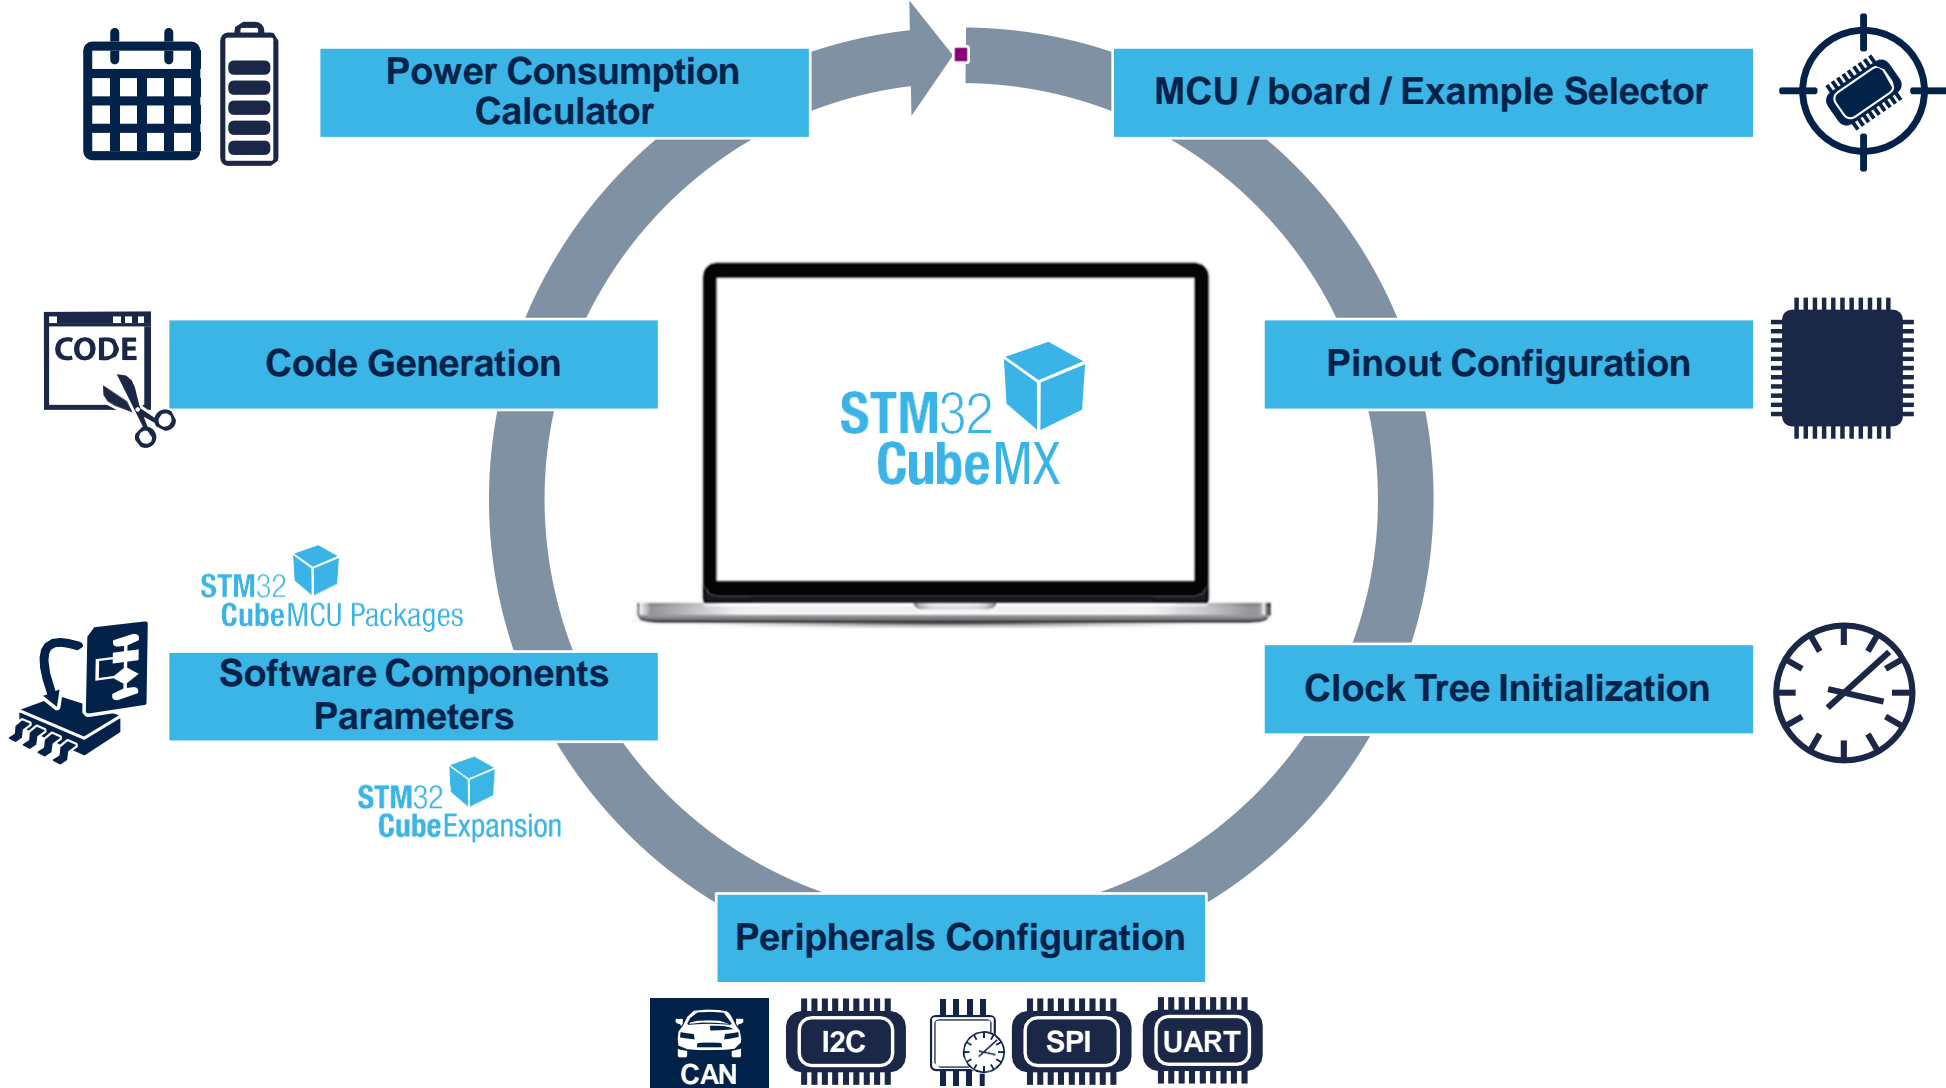 Power Consumption
Calculator
MCU / board / Example Selector
CODE
Code Generation
Pinout Configuration
STM32
CubeMX
STM32
CubeMCU Packages
Software Components
Parameters
Clock Tree Initialization
STM32
CubeExpansion
Peripherals Configuration
CAN
I2C
SPI
UART